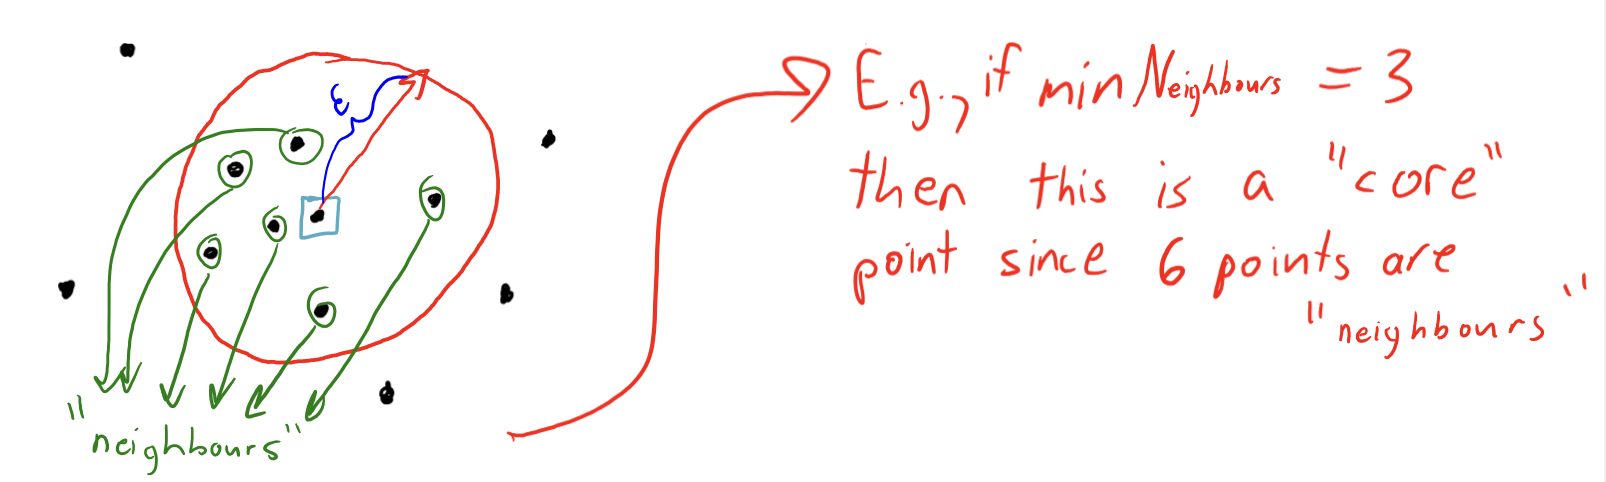 ε
"neighbours"
E.g., if minNeighbours = 3
then this is a "core"
point since 6 points are
"neighbours"